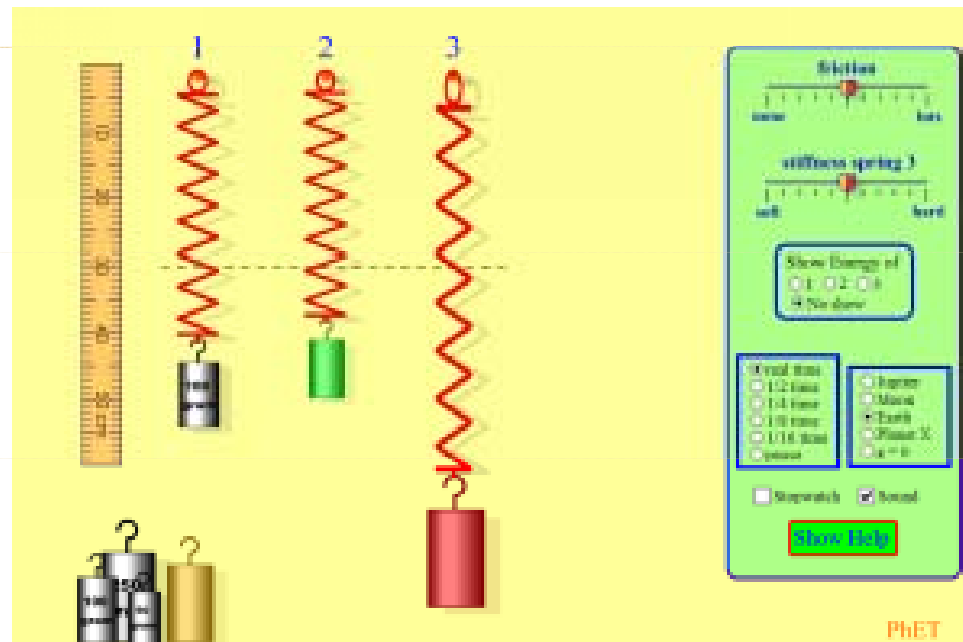 1 2 3
friction
none lots
stiffness spring 3
soft hard
Show Energy of
1 2 3
No show
real time
1/2 time
1/4 time
1/8 time
1/16 time
pause
Jupiter
Moon
Earth
Planet X
g = 0
Stopwatch Sound
Show Help
100
250
PhET